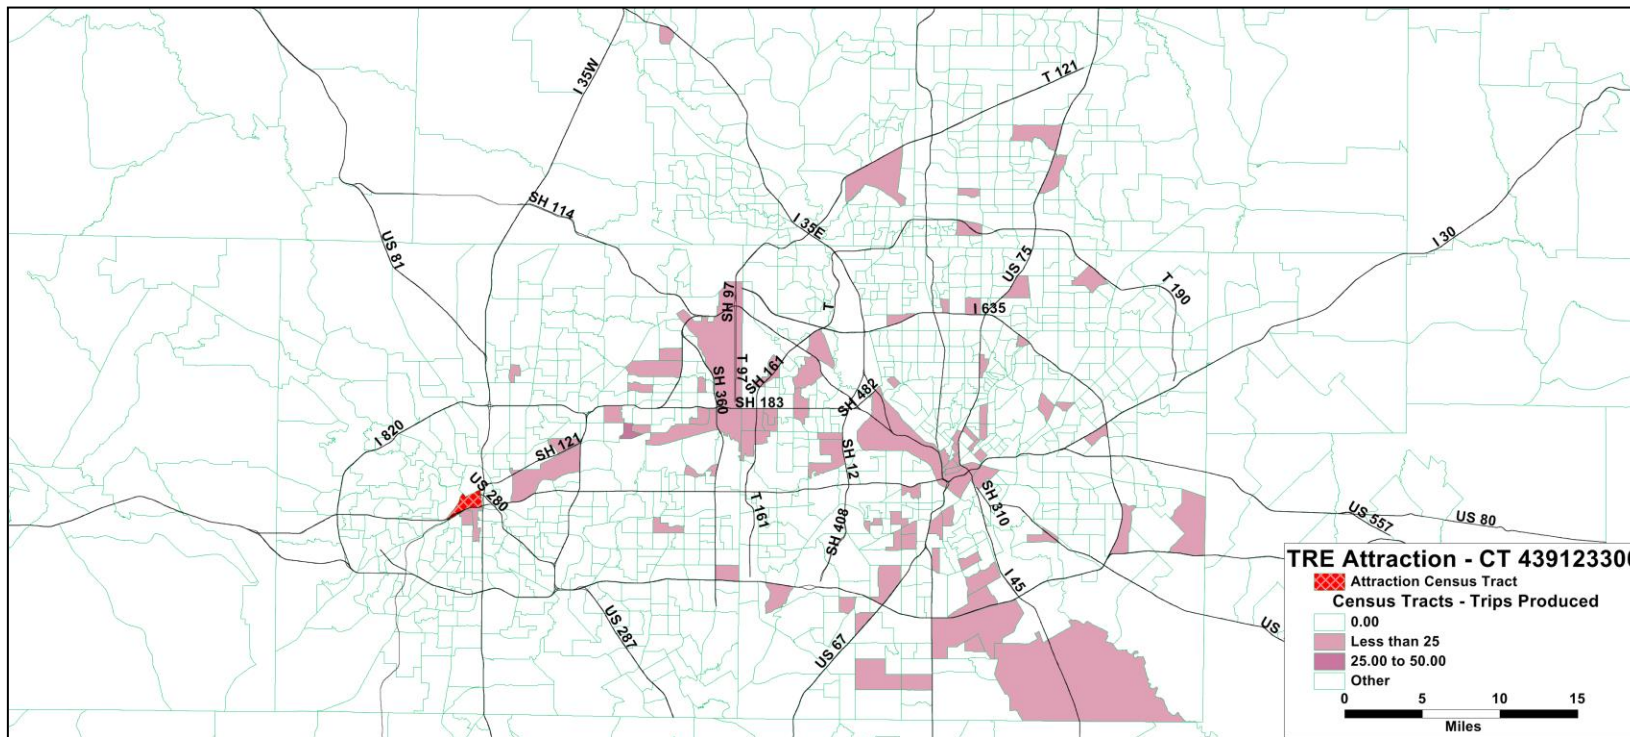 I 35W
T 121
SH 114
I 35E
US 81
I 30
US 75
T 190
SH 97
T
I 635
T 97
SH 161
SH 360
SH 183
SH 482
I 820
SH 121
SH 12
US 280
T 161
SH 408
SH 310
US 557
US 80
I 45
US 287
US 67
US
TRE Attraction - CT 43912330
Attraction Census Tract
Census Tracts - Trips Produced
0.00
Less than 25
25.00 to 50.00
Other
0 5 10 15
Miles